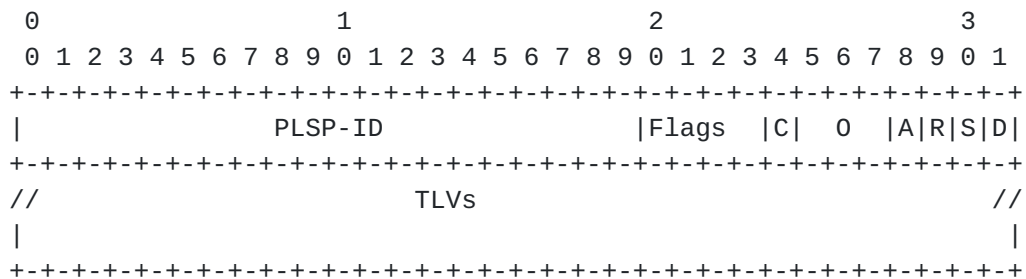 0                   1                   2                   3
 0 1 2 3 4 5 6 7 8 9 0 1 2 3 4 5 6 7 8 9 0 1 2 3 4 5 6 7 8 9 0 1
+-+-+-+-+-+-+-+-+-+-+-+-+-+-+-+-+-+-+-+-+-+-+-+-+-+-+-+-+-+-+-+-+
|                PLSP-ID                |Flags  |C|  O  |A|R|S|D|
+-+-+-+-+-+-+-+-+-+-+-+-+-+-+-+-+-+-+-+-+-+-+-+-+-+-+-+-+-+-+-+-+
//                        TLVs                                 //
|                                                               |
+-+-+-+-+-+-+-+-+-+-+-+-+-+-+-+-+-+-+-+-+-+-+-+-+-+-+-+-+-+-+-+-+